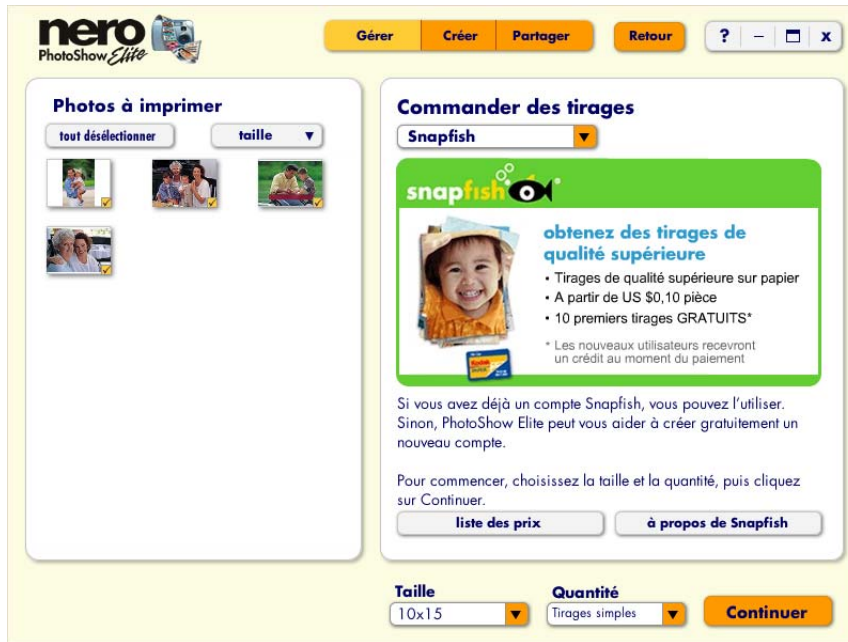 nero
PhotoShow Elite
Gérer Créer Partager Retour ? – x
Photos à imprimer
tout désélectionner taille
Commander des tirages
Snapfish
snapfish
obtenez des tirages de
qualité supérieure
• Tirages de qualité supérieure sur papier
• A partir de US $0,10 pièce
• 10 premiers tirages GRATUITS*
* Les nouveaux utilisateurs recevront
un crédit au moment du paiement
Kodak
Si vous avez déjà un compte Snapfish, vous pouvez l'utiliser.
Sinon, PhotoShow Elite peut vous aider à créer gratuitement un
nouveau compte.
Pour commencer, choisissez la taille et la quantité, puis cliquez
sur Continuer.
liste des prix à propos de Snapfish
Taille Quantité
10x15 Tirages simples Continuer